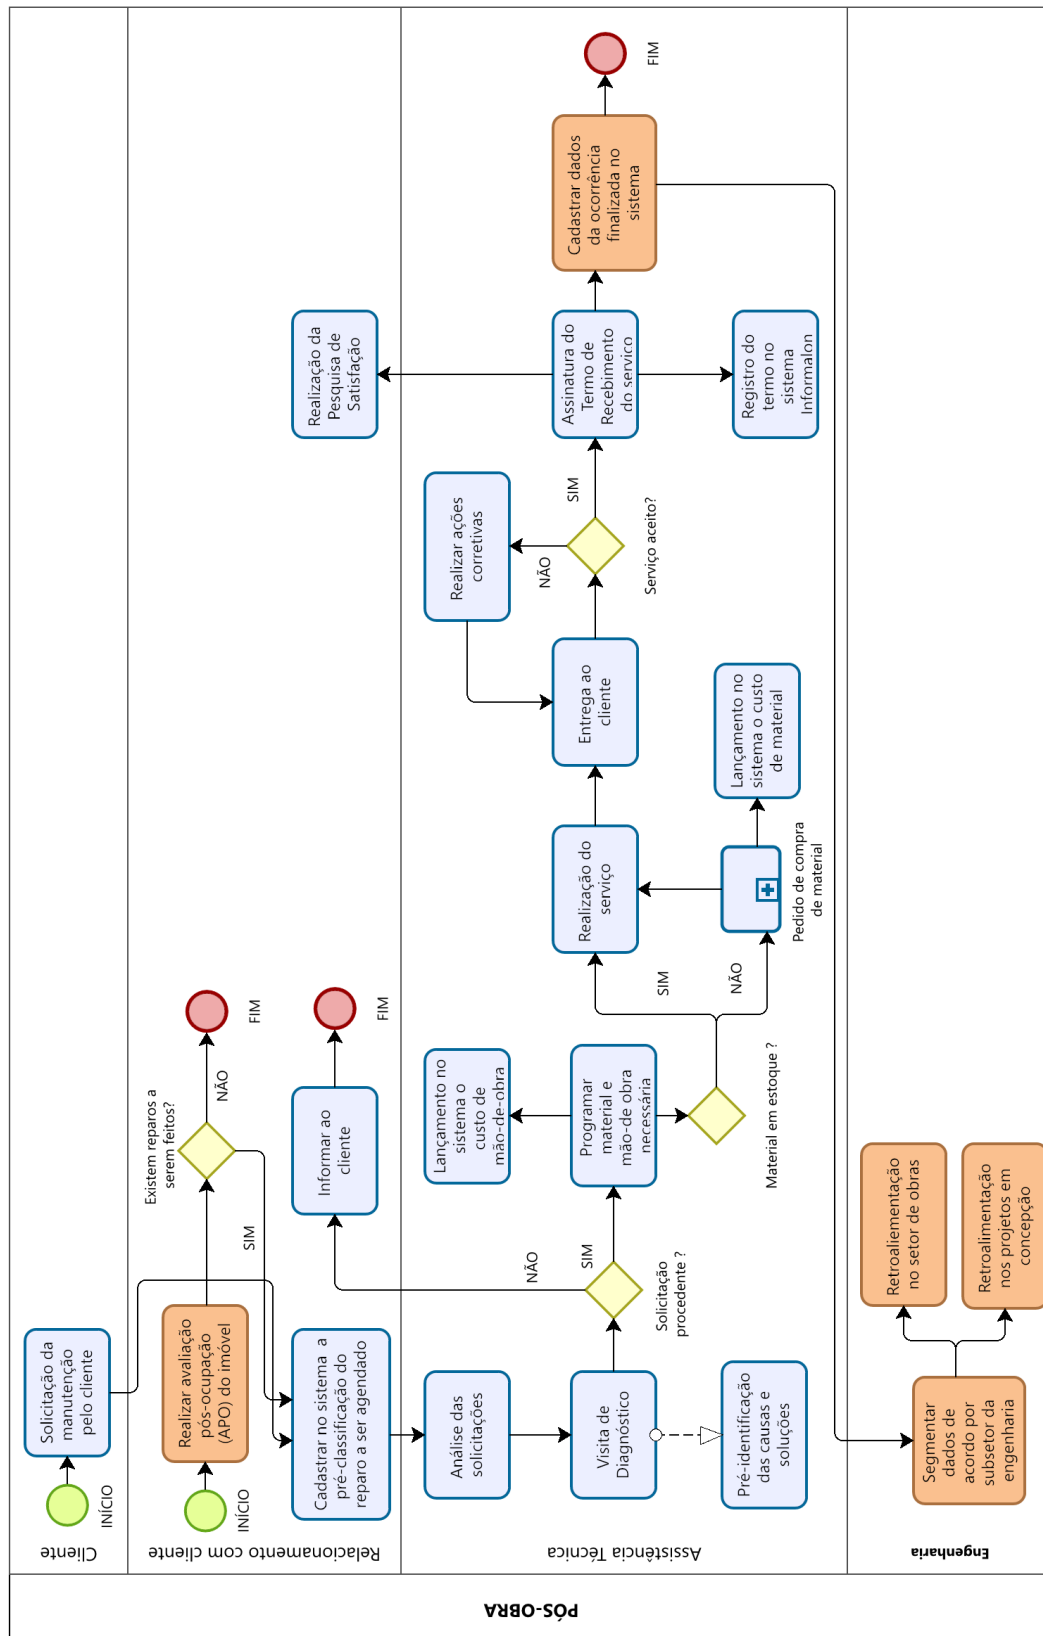 PÓS-OBRA
Cliente
INÍCIO
Solicitação da
manutenção
pelo cliente
Relacionamento com cliente
INÍCIO
Realizar avaliação
pós-ocupação
(APO) do imóvel
Existem reparos a
serem feitos?
NÃO
FIM
SIM
Cadastrar no sistema a
pré-classificação do
reparo a ser agendado
Informar ao
cliente
FIM
Realização da
Pesquisa de
Satisfação
Assistência Técnica
Análise das
solicitações
Visita de
Diagnóstico
Pré-identificação
das causas e
soluções
NÃO
SIM
Solicitação
procedente ?
Lançamento no
sistema o
custo de
mão-de-obra
Programar
material e
mão-de obra
necessária
Material em estoque ?
SIM
NÃO
Realização do
serviço
Pedido de compra
de material
Lançamento no
sistema o custo
de material
Entrega ao
cliente
Realizar ações
corretivas
NÃO
SIM
Serviço aceito?
Assinatura do
Termo de
Recebimento
do serviço
Registro do
termo no
sistema
Informalon
Cadastrar dados
da ocorrência
finalizada no
sistema
FIM
Engenharia
Segmentar
dados de
acordo por
subsetor da
engenharia
Retroaliementação
no setor de obras
Retroalimentação
nos projetos em
concepção